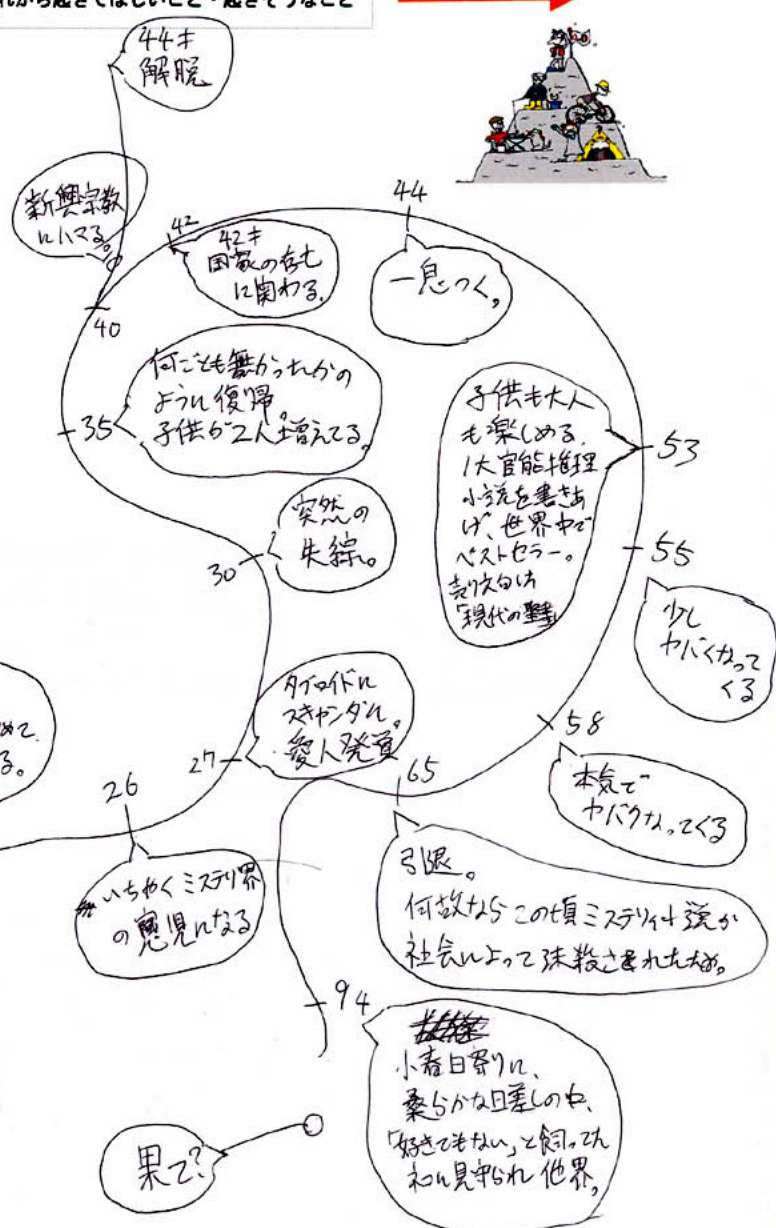 れから起きてほしいこと・起きそうなこと
44才
解脱
新興宗教
にハマる。
40
42
42才
国家の存亡
に関わる。
44
一息つく。
35
何ごとも無かったかの
ように復帰。
子供が2人増えてる。
30
突然の
失綜。
子供も大人
も楽しめる、
1大官能推理
小説を書きあ
げ、世界中で
ベストセラー。
売り文句は
「現代の聖書」
53
55
少し
ヤバくなって
くる
58
本気で
ヤバクなってくる
めて、
る。
26
いちやくミステリ界
の寵児になる
27
タブロイドに
スキャンダル。
愛人発覚
65
引退。
何故ならこの頃ミステリィ小説が
社会によって抹殺されたため。
94
小春日寄りに、
柔らかな日差しの中、
「好きでもない」と飼ってた
ネコに見守られ他界。
果て?